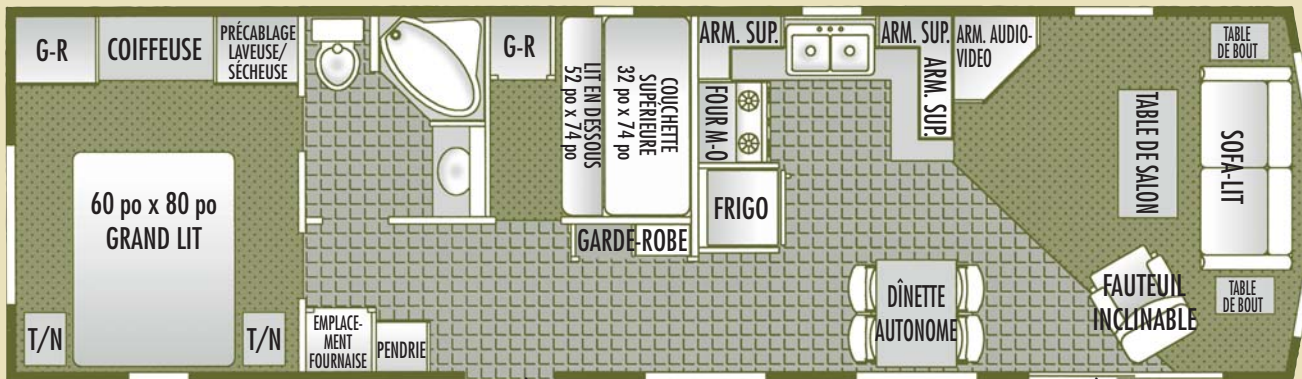 G-R
COIFFEUSE
PRÉCABLAGE
LAVEUSE/
SÉCHEUSE
60 po x 80 po
GRAND LIT
T/N
T/N
EMPLACE-
MENT
FOURNAISE
PENDRIE
G-R
LIT EN DESSOUS
52 po x 74 po
COUCHETTE
SUPÉRIEURE
32 po x 74 po
GARDE-ROBE
ARM. SUP.
FOUR M-O
FRIGO
ARM. SUP.
ARM. SUP.
ARM. AUDIO-
VIDEO
DÎNETTE
AUTONOME
TABLE DE SALON
TABLE
DE BOUT
SOFA-LIT
FAUTEUIL
INCLINABLE
TABLE
DE BOUT